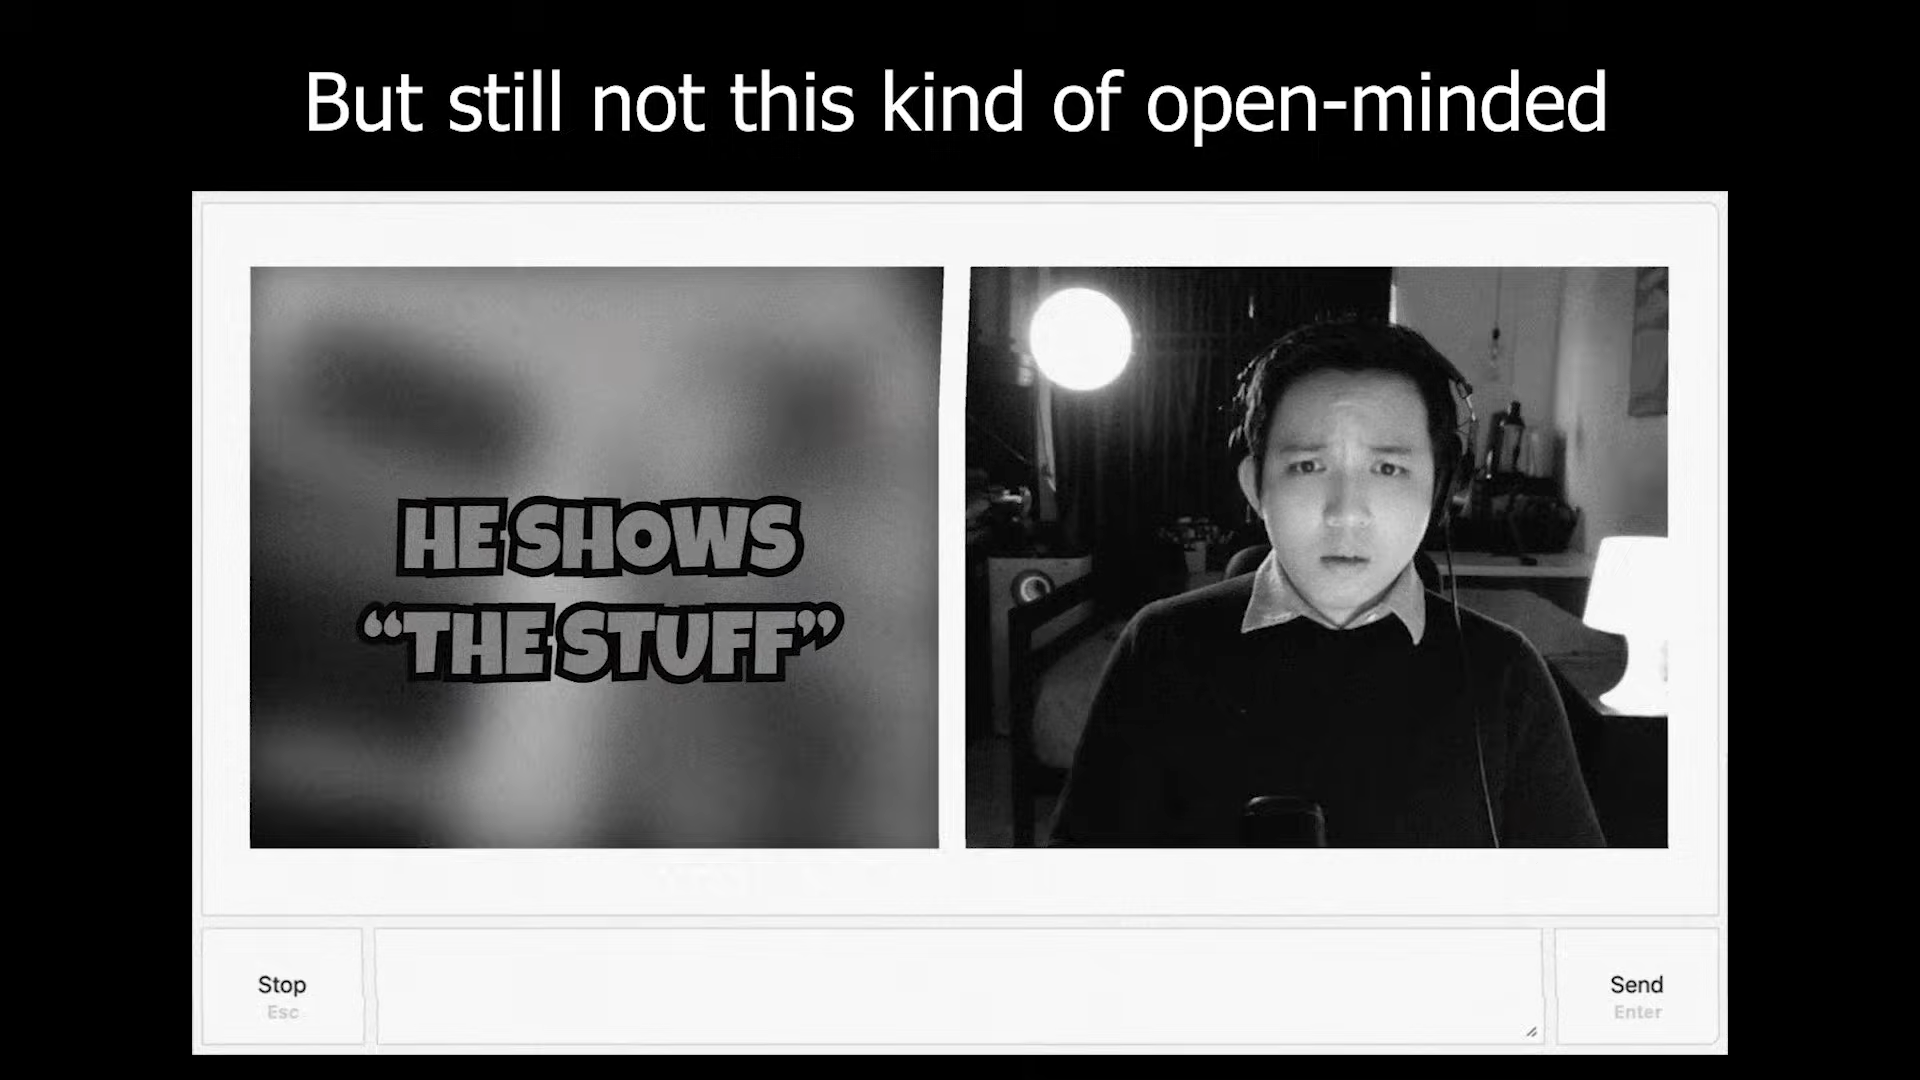 But still not this kind of open-minded
HE SHOWS
“THE STUFF”
Stop
Esc
Send
Enter